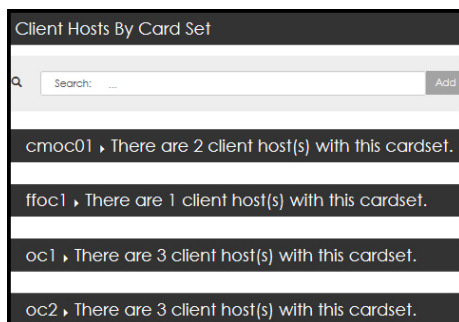 Client Hosts By Card Set
Search: ...
Add
cmoc01 ▸ There are 2 client host(s) with this cardset.
ffoc1 ▸ There are 1 client host(s) with this cardset.
oc1 ▸ There are 3 client host(s) with this cardset.
oc2 ▸ There are 3 client host(s) with this cardset.